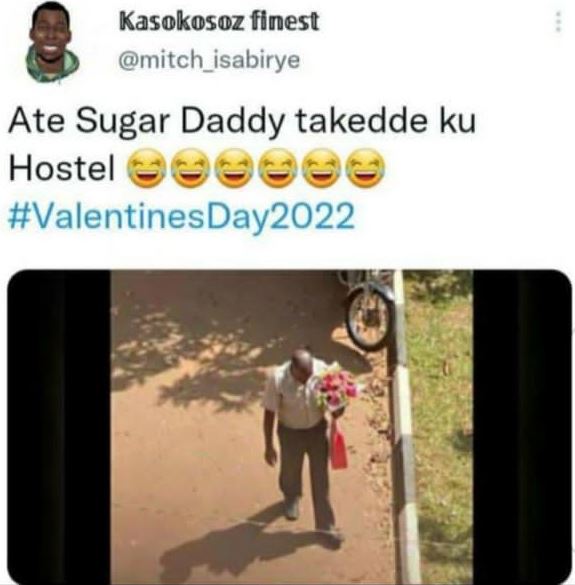 Kasokosoz finest
@mitch_isabirye
Ate Sugar Daddy takedde ku
Hostel 😂😂😂😂😂😂
#ValentinesDay2022